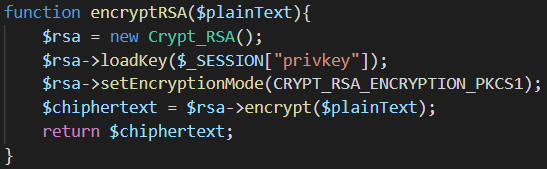 function encryptRSA($plainText){
    $rsa = new Crypt_RSA();
    $rsa->loadKey($_SESSION["privkey"]);
    $rsa->setEncryptionMode(CRYPT_RSA_ENCRYPTION_PKCS1);
    $chiphertext = $rsa->encrypt($plainText);
    return $chiphertext;
}